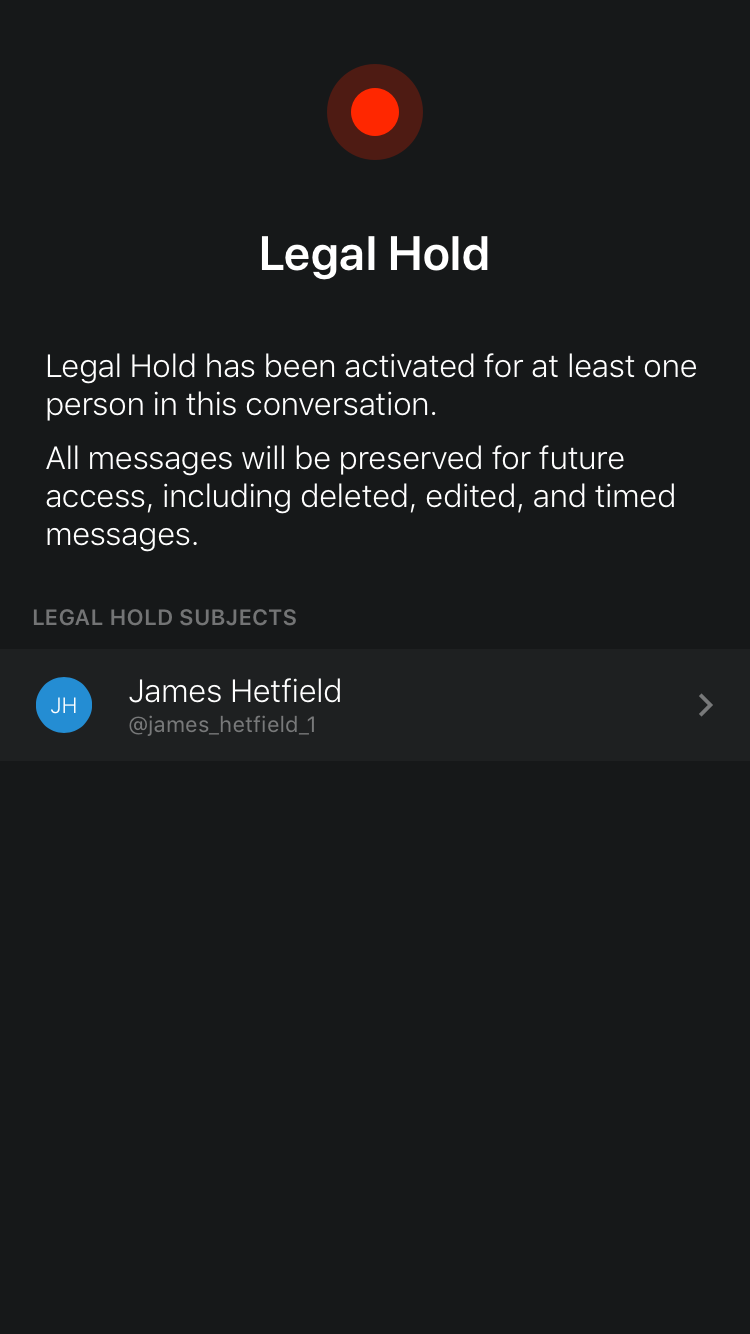 Legal Hold
Legal Hold has been activated for at least one
person in this conversation.
All messages will be preserved for future
access, including deleted, edited, and timed
messages.
LEGAL HOLD SUBJECTS
JH
James Hetfield
@james_hetfield_1